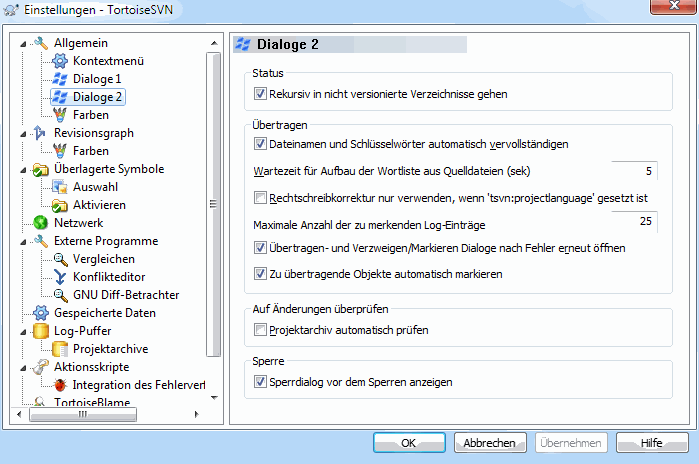 Einstellungen - TortoiseSVN
Allgemein
Kontextmenü
Dialoge 1
Dialoge 2
Farben
Revisionsgraph
Farben
Überlagerte Symbole
Auswahl
Aktivieren
Netzwerk
Externe Programme
Vergleichen
Konflikteditor
GNU Diff-Betrachter
Gespeicherte Daten
Log-Puffer
Projektarchive
Aktionsskripte
Integration des Fehlervert
TortoiseBlame
Dialoge 2
Status
Rekursiv in nicht versionierte Verzeichnisse gehen
Übertragen
Dateinamen und Schlüsselwörter automatisch vervollständigen
Wartezeit für Aufbau der Wortliste aus Quelldateien (sek) 5
Rechtschreibkorrektur nur verwenden, wenn 'tsvn:projectlanguage' gesetzt ist
Maximale Anzahl der zu merkenden Log-Einträge 25
Übertragen- und Verzweigen/Markieren Dialoge nach Fehler erneut öffnen
Zu übertragende Objekte automatisch markieren
Auf Änderungen überprüfen
Projektarchiv automatisch prüfen
Sperre
Sperrdialog vor dem Sperren anzeigen
OK Abbrechen Übernehmen Hilfe